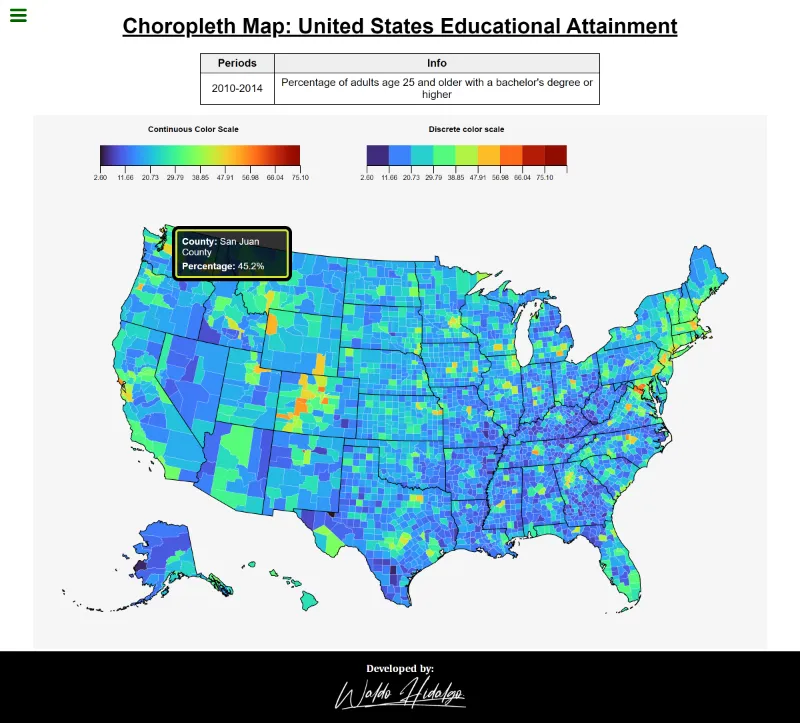 Choropleth Map: United States Educational Attainment
Periods Info
2010-2014 Percentage of adults age 25 and older with a bachelor's degree or
higher
Continuous Color Scale Discrete color scale
2.60 11.66 20.73 29.79 38.85 47.91 56.98 66.04 75.10 2.60 11.66 20.73 29.79 38.85 47.91 56.98 66.04 75.10
County: San Juan
County
Percentage: 45.2%
Developed by:
Waldo Hidalgo.